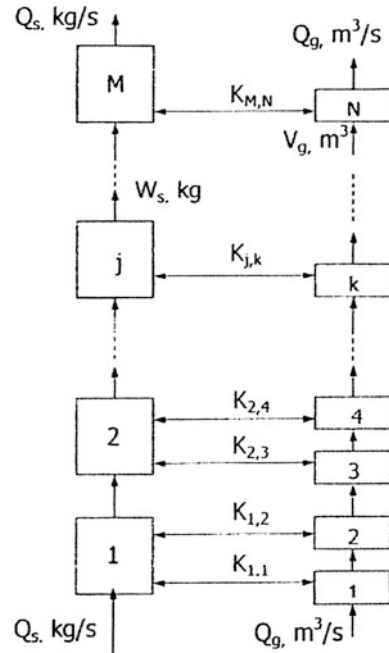 Qs, kg/s Qg, m³/s
M KM,N N
Vg, m³
Ws, kg
j Kj,k k
2 K2,4 4
K2,3 3
1 K1,2 2
K1.1 1
Qs, kg/s Qg, m³/s